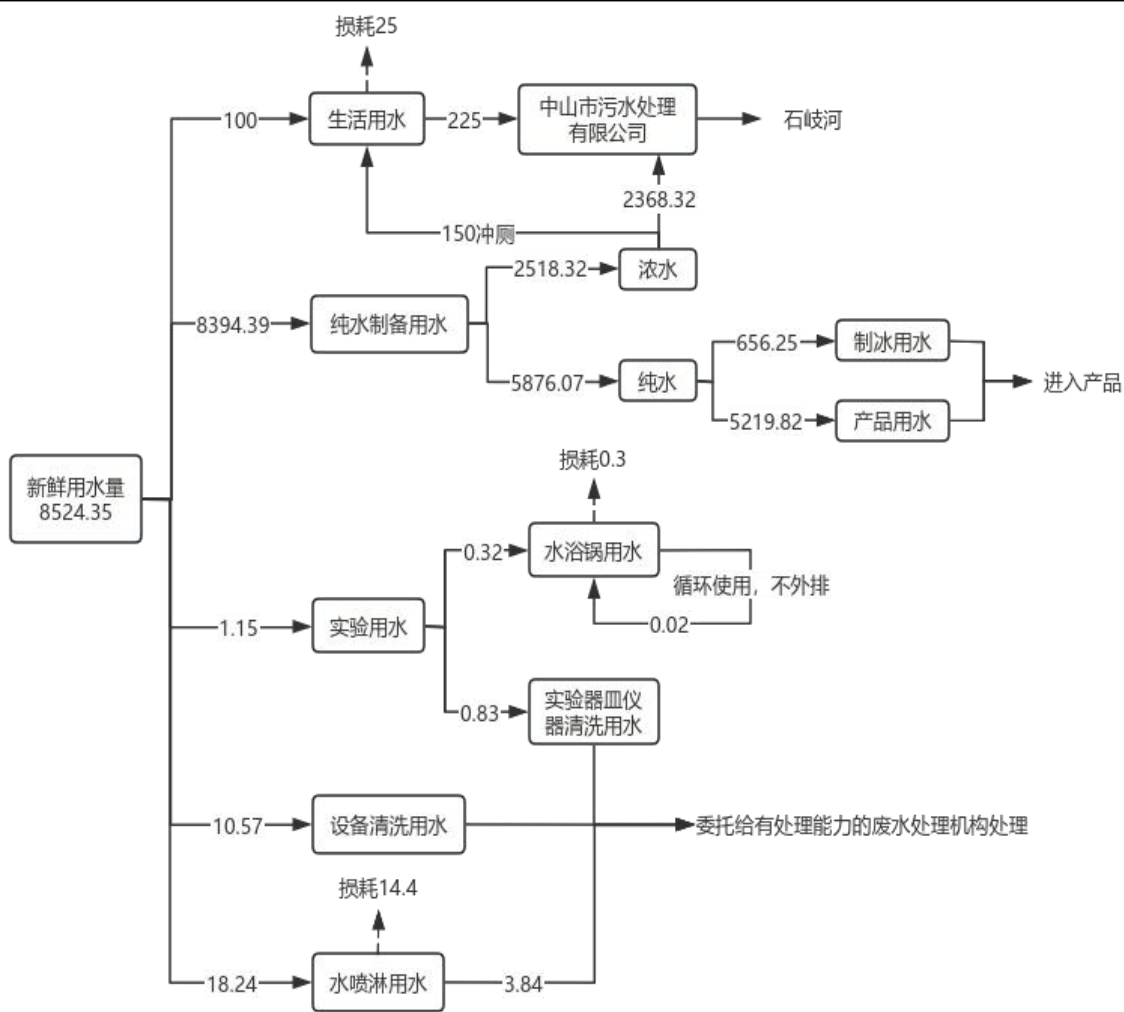 损耗25
100
生活用水
225
中山市污水处理
有限公司
石岐河
2368.32
150冲厕
2518.32
浓水
8394.39
纯水制备用水
656.25
制冰用水
5876.07
纯水
进入产品
5219.82
产品用水
损耗0.3
新鲜用水量
8524.35
0.32
水浴锅用水
循环使用，不外排
1.15
实验用水
0.02
0.83
实验器皿仪
器清洗用水
10.57
设备清洗用水
委托给有处理能力的废水处理机构处理
损耗14.4
18.24
水喷淋用水
3.84